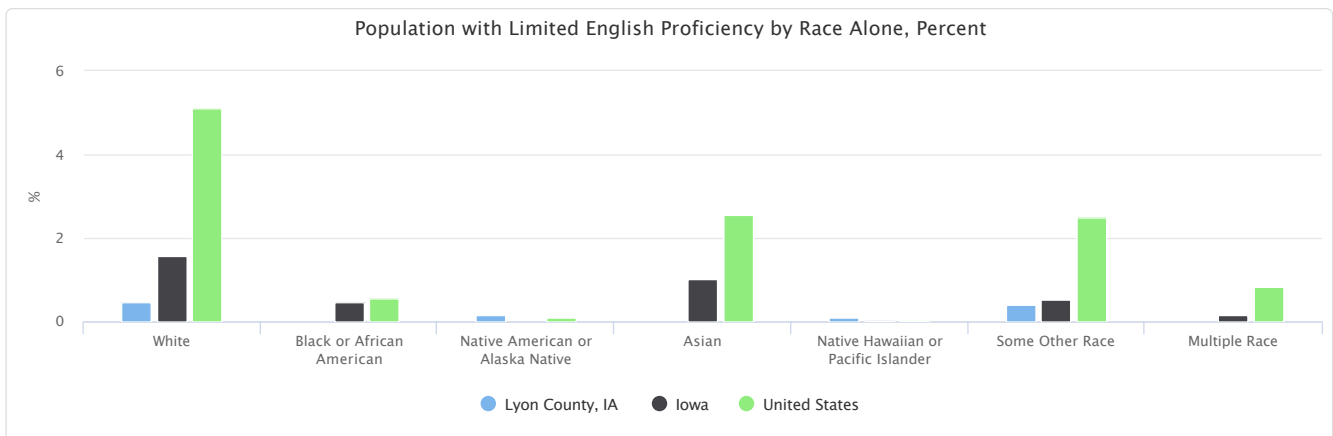 Population with Limited English Proficiency by Race Alone, Percent
6
4
%
2
0
White
Black or African
American
Native American or
Alaska Native
Asian
Native Hawaiian or
Pacific Islander
Some Other Race
Multiple Race
Lyon County, IA
Iowa
United States